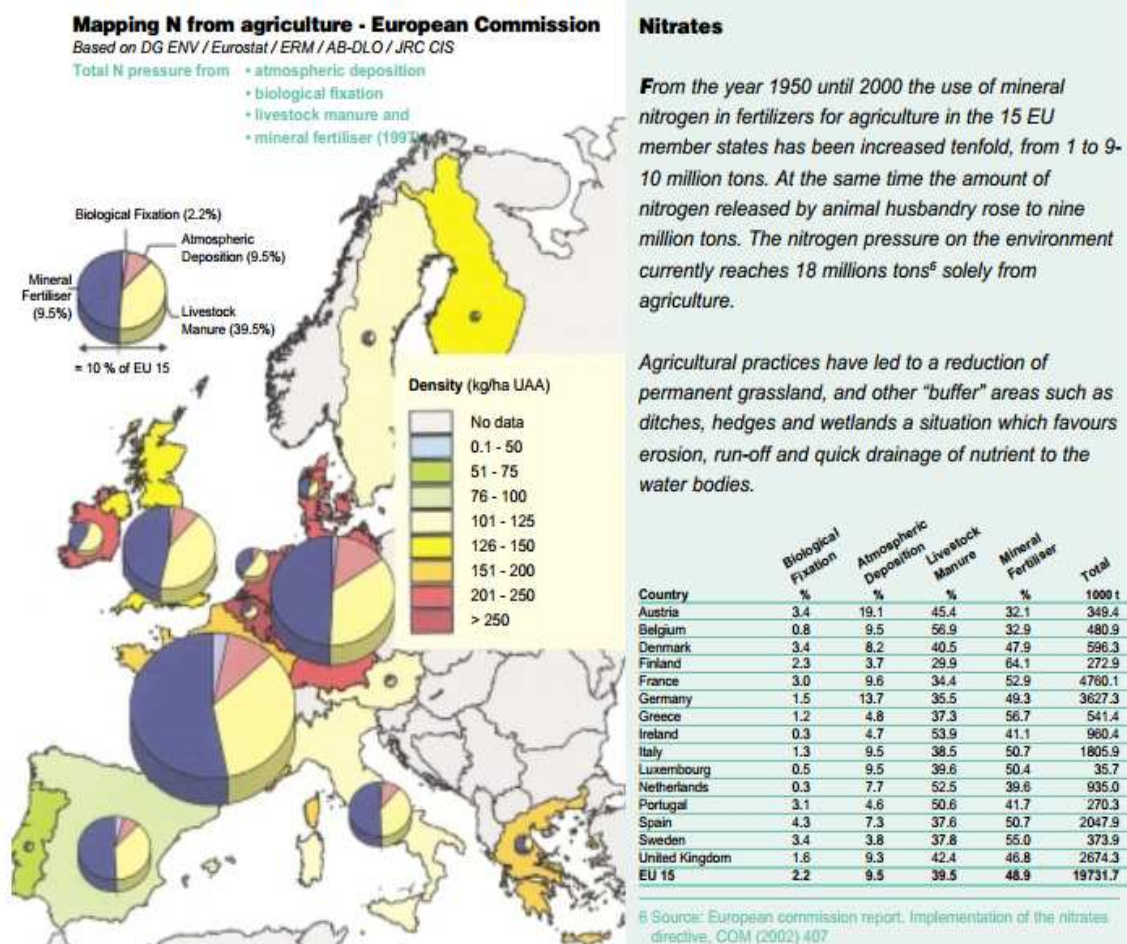 Mapping N from agriculture - European Commission
Based on DG ENV / Eurostat / ERM / AB-DLO / JRC CIS
Total N pressure from • atmospheric deposition
• biological fixation
• livestock manure and
• mineral fertiliser (1997)
Biological Fixation (2.2%)
Atmospheric
Deposition (9.5%)
Mineral
Fertiliser
(9.5%)
Livestock
Manure (39.5%)
= 10 % of EU 15
Density (kg/ha UAA)
No data
0.1 - 50
51 - 75
76 - 100
101 - 125
126 - 150
151 - 200
201 - 250
> 250
Nitrates
From the year 1950 until 2000 the use of mineral
nitrogen in fertilizers for agriculture in the 15 EU
member states has been increased tenfold, from 1 to 9-
10 million tons. At the same time the amount of
nitrogen released by animal husbandry rose to nine
million tons. The nitrogen pressure on the environment
currently reaches 18 millions tons⁶ solely from
agriculture.
Agricultural practices have led to a reduction of
permanent grassland, and other “buffer” areas such as
ditches, hedges and wetlands a situation which favours
erosion, run-off and quick drainage of nutrient to the
water bodies.
Biological Fixation Atmospheric Deposition Livestock Manure Mineral Fertiliser Total
Country % % % % 1000 t
Austria 3.4 19.1 45.4 32.1 349.4
Belgium 0.8 9.5 56.9 32.9 480.9
Denmark 3.4 8.2 40.5 47.9 596.3
Finland 2.3 3.7 29.9 64.1 272.9
France 3.0 9.6 34.4 52.9 4760.1
Germany 1.5 13.7 35.5 49.3 3627.3
Greece 1.2 4.8 37.3 56.7 541.4
Ireland 0.3 4.7 53.9 41.1 960.4
Italy 1.3 9.5 38.5 50.7 1805.9
Luxembourg 0.5 9.5 39.6 50.4 35.7
Netherlands 0.3 7.7 52.5 39.6 935.0
Portugal 3.1 4.6 50.6 41.7 270.3
Spain 4.3 7.3 37.6 50.7 2047.9
Sweden 3.4 3.8 37.8 55.0 373.9
United Kingdom 1.6 9.3 42.4 46.8 2674.3
EU 15 2.2 9.5 39.5 48.9 19731.7
6 Source: European commission report. Implementation of the nitrates
directive, COM (2002) 407